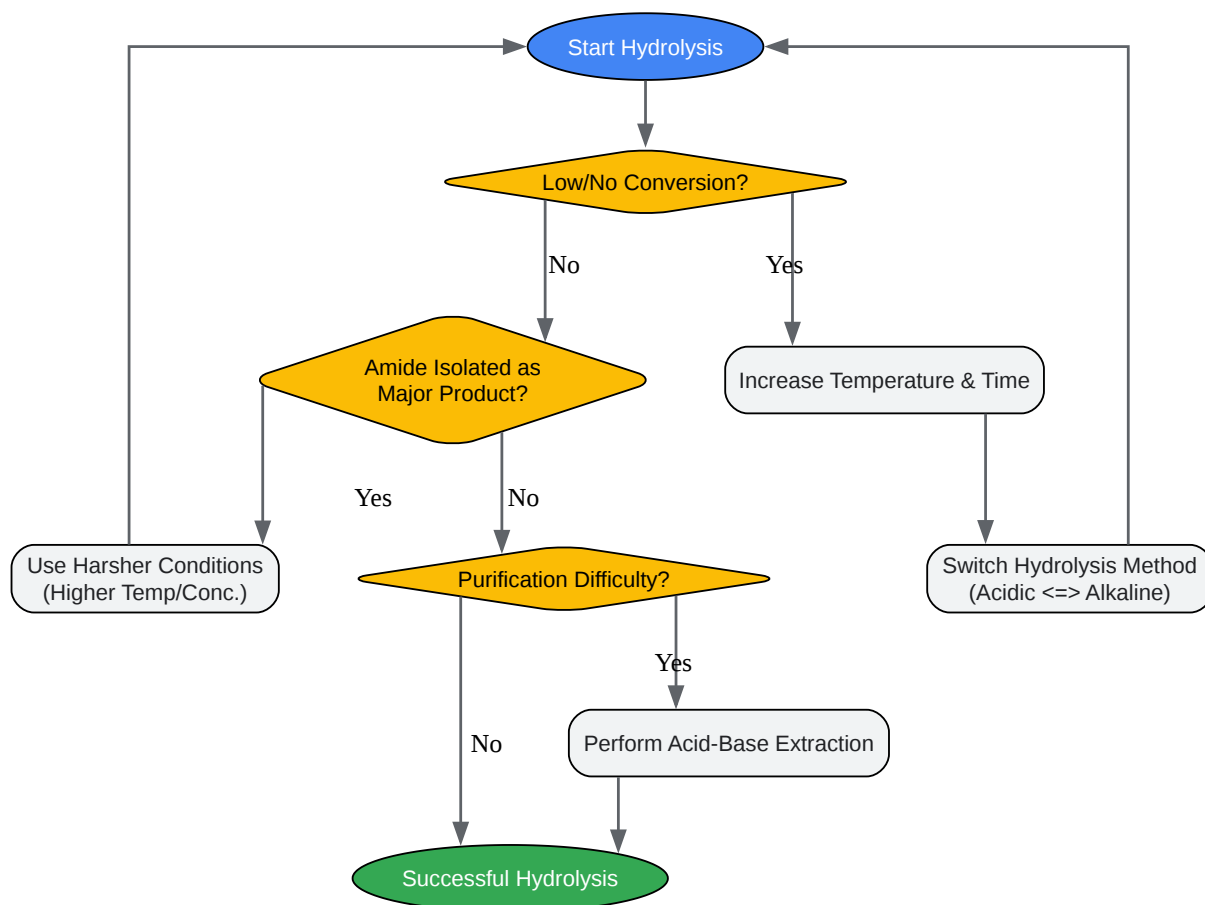 Start Hydrolysis
Low/No Conversion?
No
Yes
Amide Isolated as
Major Product?
Increase Temperature & Time
Yes
No
Use Harsher Conditions
(Higher Temp/Conc.)
Purification Difficulty?
Switch Hydrolysis Method
(Acidic <=> Alkaline)
Yes
No
Perform Acid-Base Extraction
Successful Hydrolysis